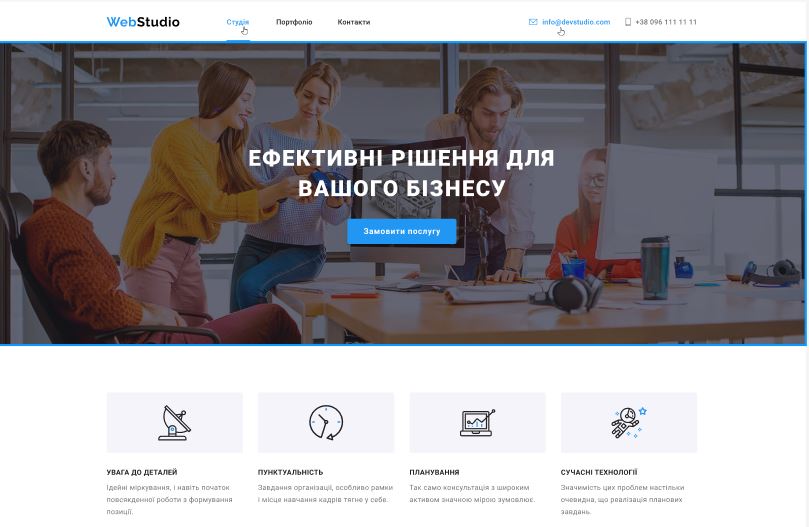 WebStudio Студія Портфоліо Контакти info@devstudio.com +38 096 111 11 11
ЕФЕКТИВНІ РІШЕННЯ ДЛЯ
ВАШОГО БІЗНЕСУ
Замовити послугу
УВАГА ДО ДЕТАЛЕЙ
Ідейні міркування, і навіть початок
повсякденної роботи з формування
позиції.
ПУНКТУАЛЬНІСТЬ
Завдання організації, особливо рамки
і місце навчання кадрів тягне у себе.
ПЛАНУВАННЯ
Так само консультація з широким
активом значною мірою зумовлює.
СУЧАСНІ ТЕХНОЛОГІЇ
Значимість цих проблем настільки
очевидна, що реалізація планових
завдань.